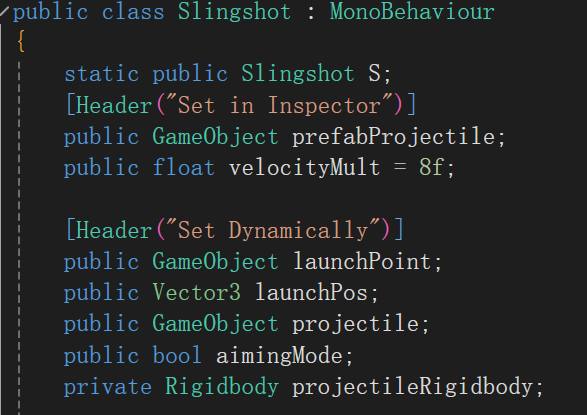 public class Slingshot : MonoBehaviour
{
static public Slingshot S;
[Header("Set in Inspector")]
public GameObject prefabProjectile;
public float velocityMult = 8f;
[Header("Set Dynamically")]
public GameObject launchPoint;
public Vector3 launchPos;
public GameObject projectile;
public bool aimingMode;
private Rigidbody projectileRigidbody;